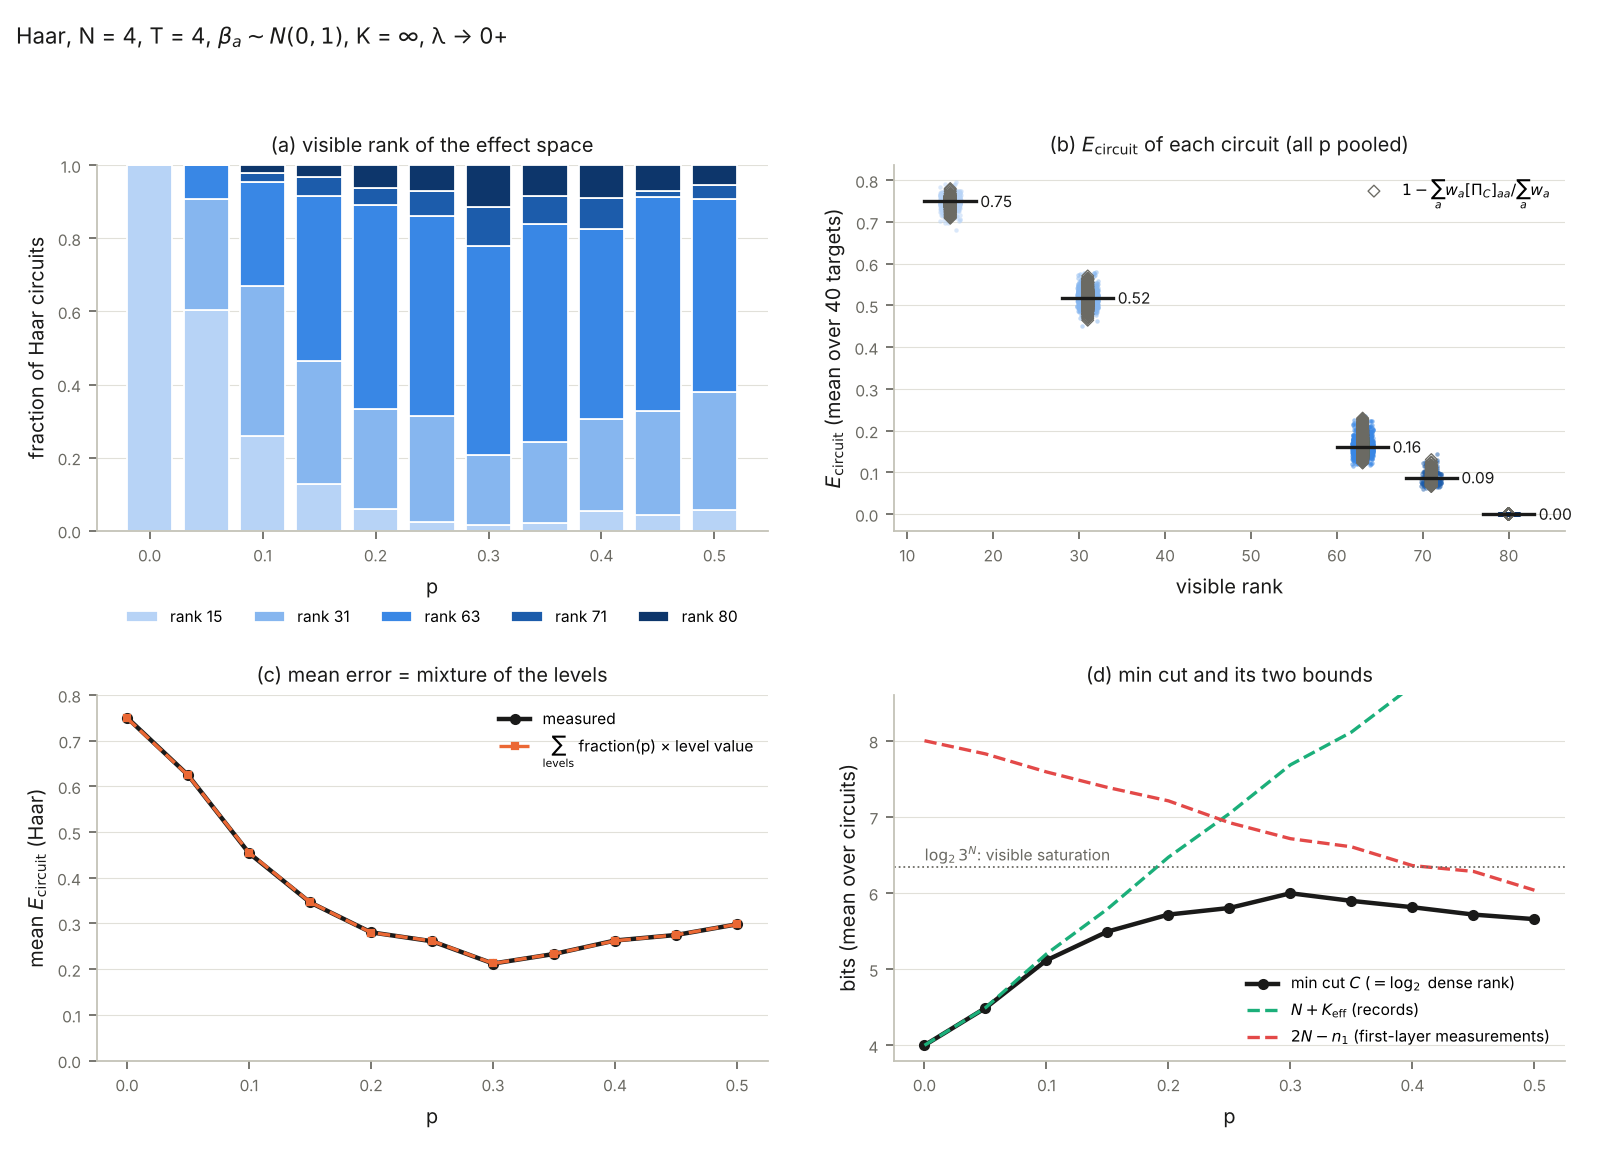 Haar, N = 4, T = 4, βₐ ~ N(0, 1), K = ∞, λ → 0+
(a) visible rank of the effect space
fraction of Haar circuits
1.0
0.8
0.6
0.4
0.2
0.0
0.0 0.1 0.2 0.3 0.4 0.5
p
rank 15 rank 31 rank 63 rank 71 rank 80
(b) E_circuit of each circuit (all p pooled)
E_circuit (mean over 40 targets)
0.8
0.7
0.6
0.5
0.4
0.3
0.2
0.1
0.0
1 − ∑_a w_a[Π_C]_aa/∑_a w_a
0.75
0.52
0.16
0.09
0.00
10 20 30 40 50 60 70 80
visible rank
(c) mean error = mixture of the levels
mean E_circuit (Haar)
0.8
0.7
0.6
0.5
0.4
0.3
0.2
0.1
0.0
measured
∑_levels fraction(p) × level value
0.0 0.1 0.2 0.3 0.4 0.5
p
(d) min cut and its two bounds
bits (mean over circuits)
8
7
6
5
4
log₂ 3^N: visible saturation
min cut C (= log₂ dense rank)
N + K_eff (records)
2N − n₁ (first-layer measurements)
0.0 0.1 0.2 0.3 0.4 0.5
p